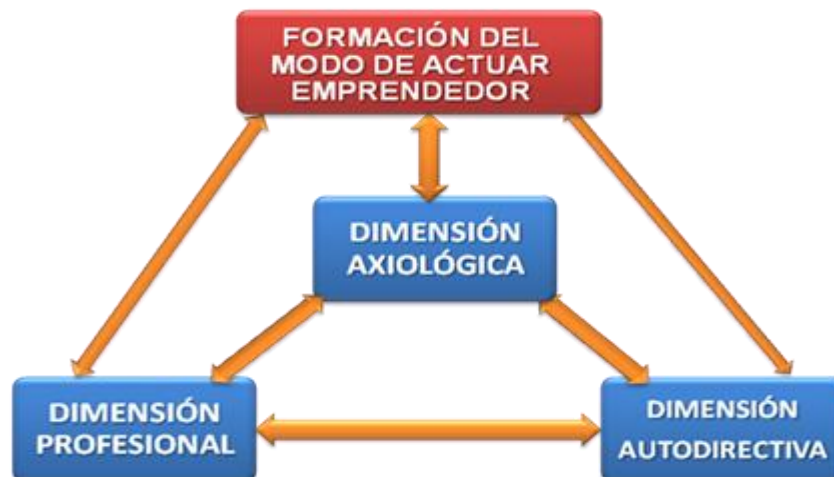 FORMACIÓN DEL
MODO DE ACTUAR
EMPRENDEDOR
DIMENSIÓN
AXIOLÓGICA
DIMENSIÓN
PROFESIONAL
DIMENSIÓN
AUTODIRECTIVA